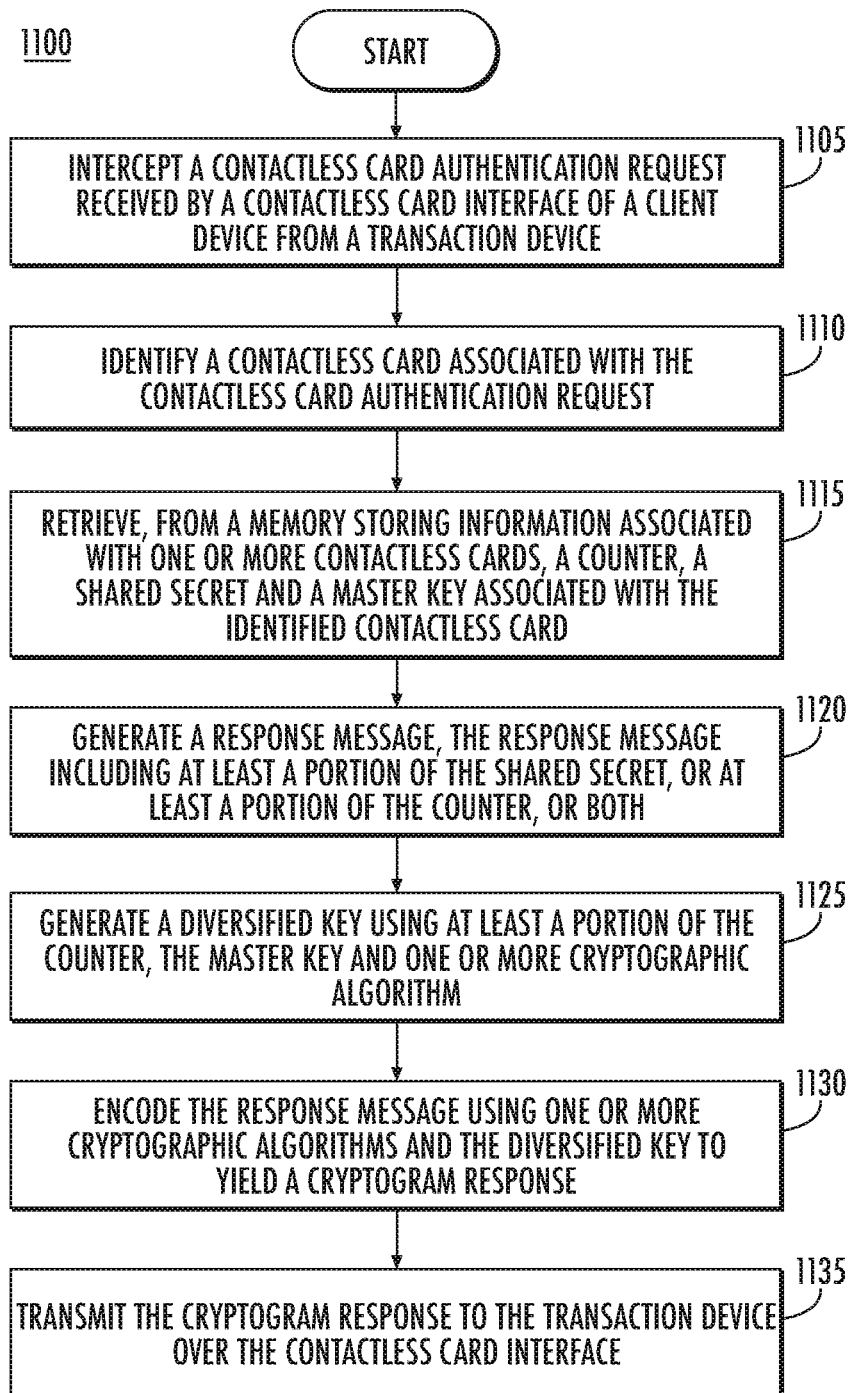 1100
START
1105
INTERCEPT A CONTACTLESS CARD AUTHENTICATION REQUEST
RECEIVED BY A CONTACTLESS CARD INTERFACE OF A CLIENT
DEVICE FROM A TRANSACTION DEVICE
1110
IDENTIFY A CONTACTLESS CARD ASSOCIATED WITH THE
CONTACTLESS CARD AUTHENTICATION REQUEST
1115
RETRIEVE, FROM A MEMORY STORING INFORMATION ASSOCIATED
WITH ONE OR MORE CONTACTLESS CARDS, A COUNTER, A
SHARED SECRET AND A MASTER KEY ASSOCIATED WITH THE
IDENTIFIED CONTACTLESS CARD
1120
GENERATE A RESPONSE MESSAGE, THE RESPONSE MESSAGE
INCLUDING AT LEAST A PORTION OF THE SHARED SECRET, OR AT
LEAST A PORTION OF THE COUNTER, OR BOTH
1125
GENERATE A DIVERSIFIED KEY USING AT LEAST A PORTION OF THE
COUNTER, THE MASTER KEY AND ONE OR MORE CRYPTOGRAPHIC
ALGORITHM
1130
ENCODE THE RESPONSE MESSAGE USING ONE OR MORE
CRYPTOGRAPHIC ALGORITHMS AND THE DIVERSIFIED KEY TO
YIELD A CRYPTOGRAM RESPONSE
1135
TRANSMIT THE CRYPTOGRAM RESPONSE TO THE TRANSACTION DEVICE
OVER THE CONTACTLESS CARD INTERFACE